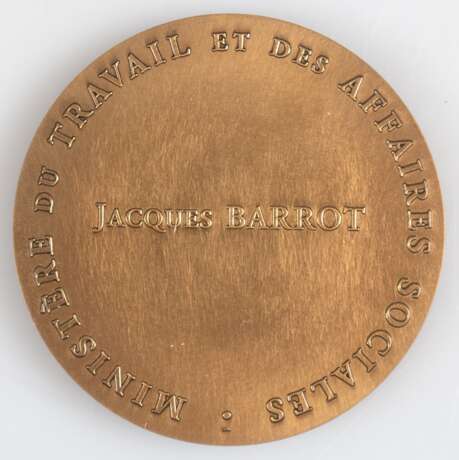 MINISTÈRE DU TRAVAIL ET DES AFFAIRES SOCIALES
JACQUES BARROT